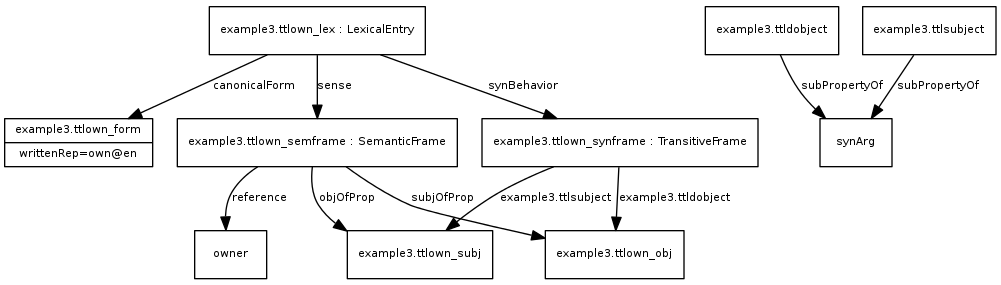 example3.ttlown_lex : LexicalEntry
example3.ttldobject
example3.ttlsubject
canonicalForm
sense
synBehavior
subPropertyOf
subPropertyOf
example3.ttlown_form
writtenRep=own@en
example3.ttlown_semframe : SemanticFrame
example3.ttlown_synframe : TransitiveFrame
synArg
reference
objOfProp
subjOfProp
example3.ttlsubject
example3.ttldobject
owner
example3.ttlown_subj
example3.ttlown_obj